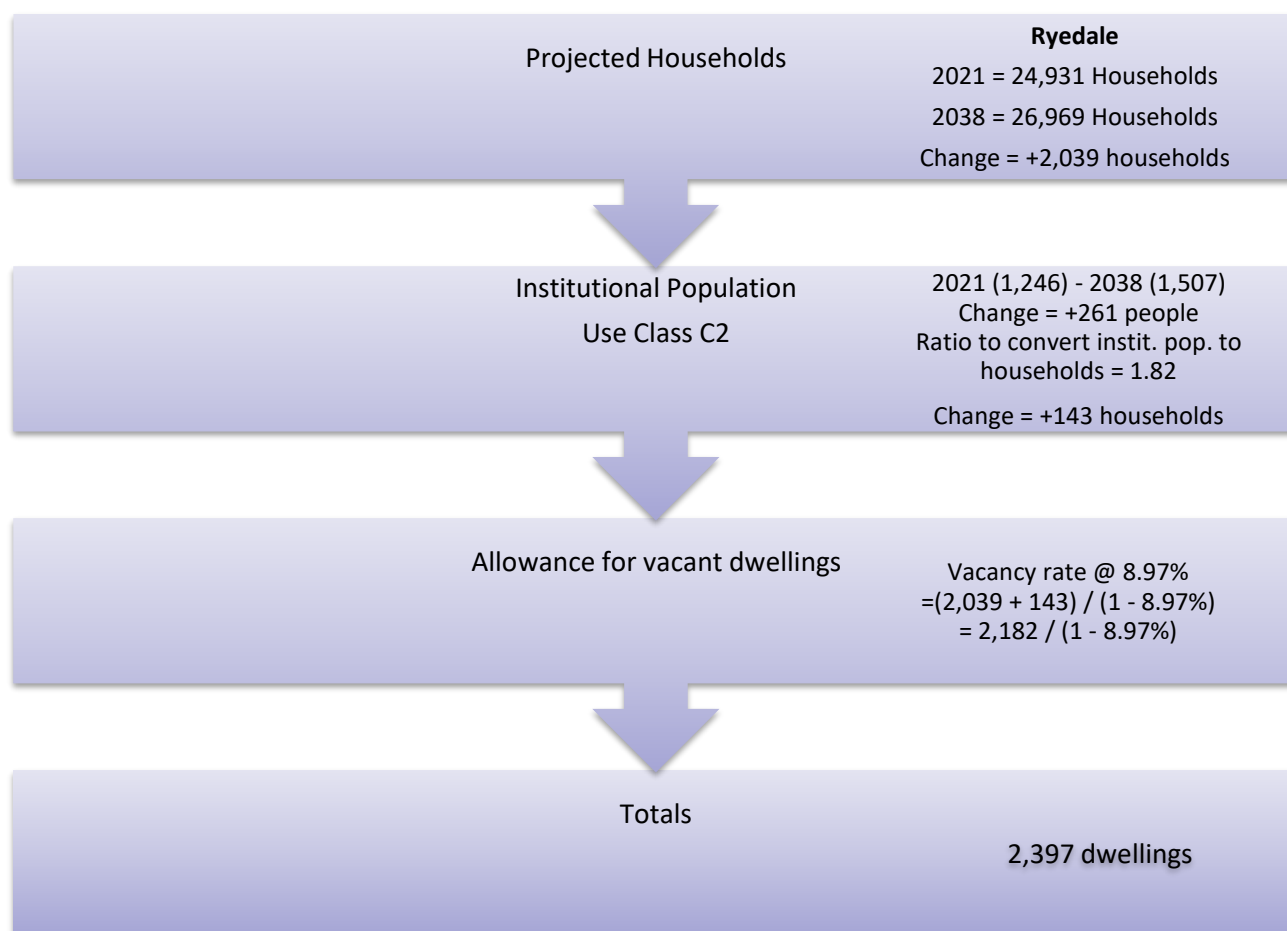 Projected Households
Ryedale
2021 = 24,931 Households
2038 = 26,969 Households
Change = +2,039 households
Institutional Population
Use Class C2
2021 (1,246) - 2038 (1,507)
Change = +261 people
Ratio to convert instit. pop. to
households = 1.82
Change = +143 households
Allowance for vacant dwellings
Vacancy rate @ 8.97%
=(2,039 + 143) / (1 - 8.97%)
= 2,182 / (1 - 8.97%)
Totals
2,397 dwellings